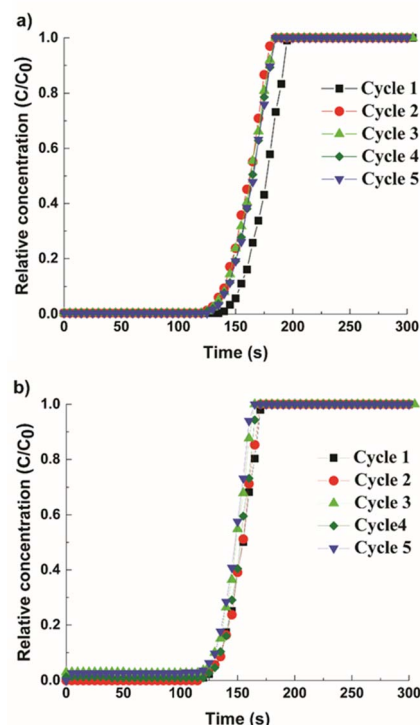 a)
Relative concentration (C/C0)
1.0
0.8
0.6
0.4
0.2
0.0
Cycle 1
Cycle 2
Cycle 3
Cycle 4
Cycle 5
0 50 100 150 200 250 300
Time (s)
b)
Relative concentration (C/C0)
1.0
0.8
0.6
0.4
0.2
0.0
Cycle 1
Cycle 2
Cycle 3
Cycle4
Cycle 5
0 50 100 150 200 250 300
Time (s)